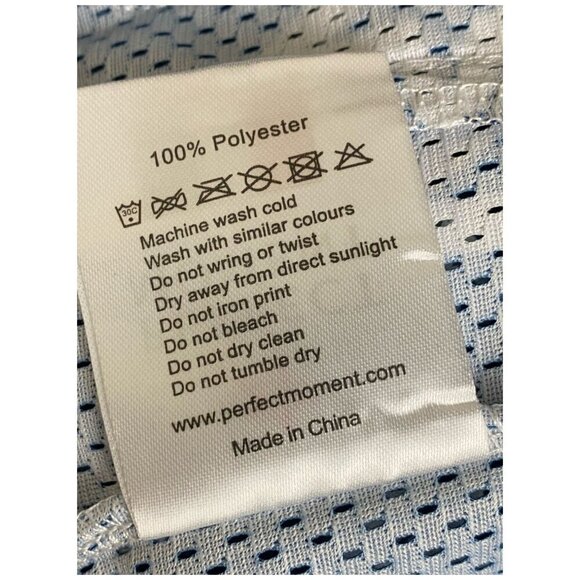 100% Polyester
30C
Machine wash cold
Wash with similar colours
Do not wring or twist
Dry away from direct sunlight
Do not iron print
Do not bleach
Do not dry clean
Do not tumble dry
www.perfectmoment.com
Made in China